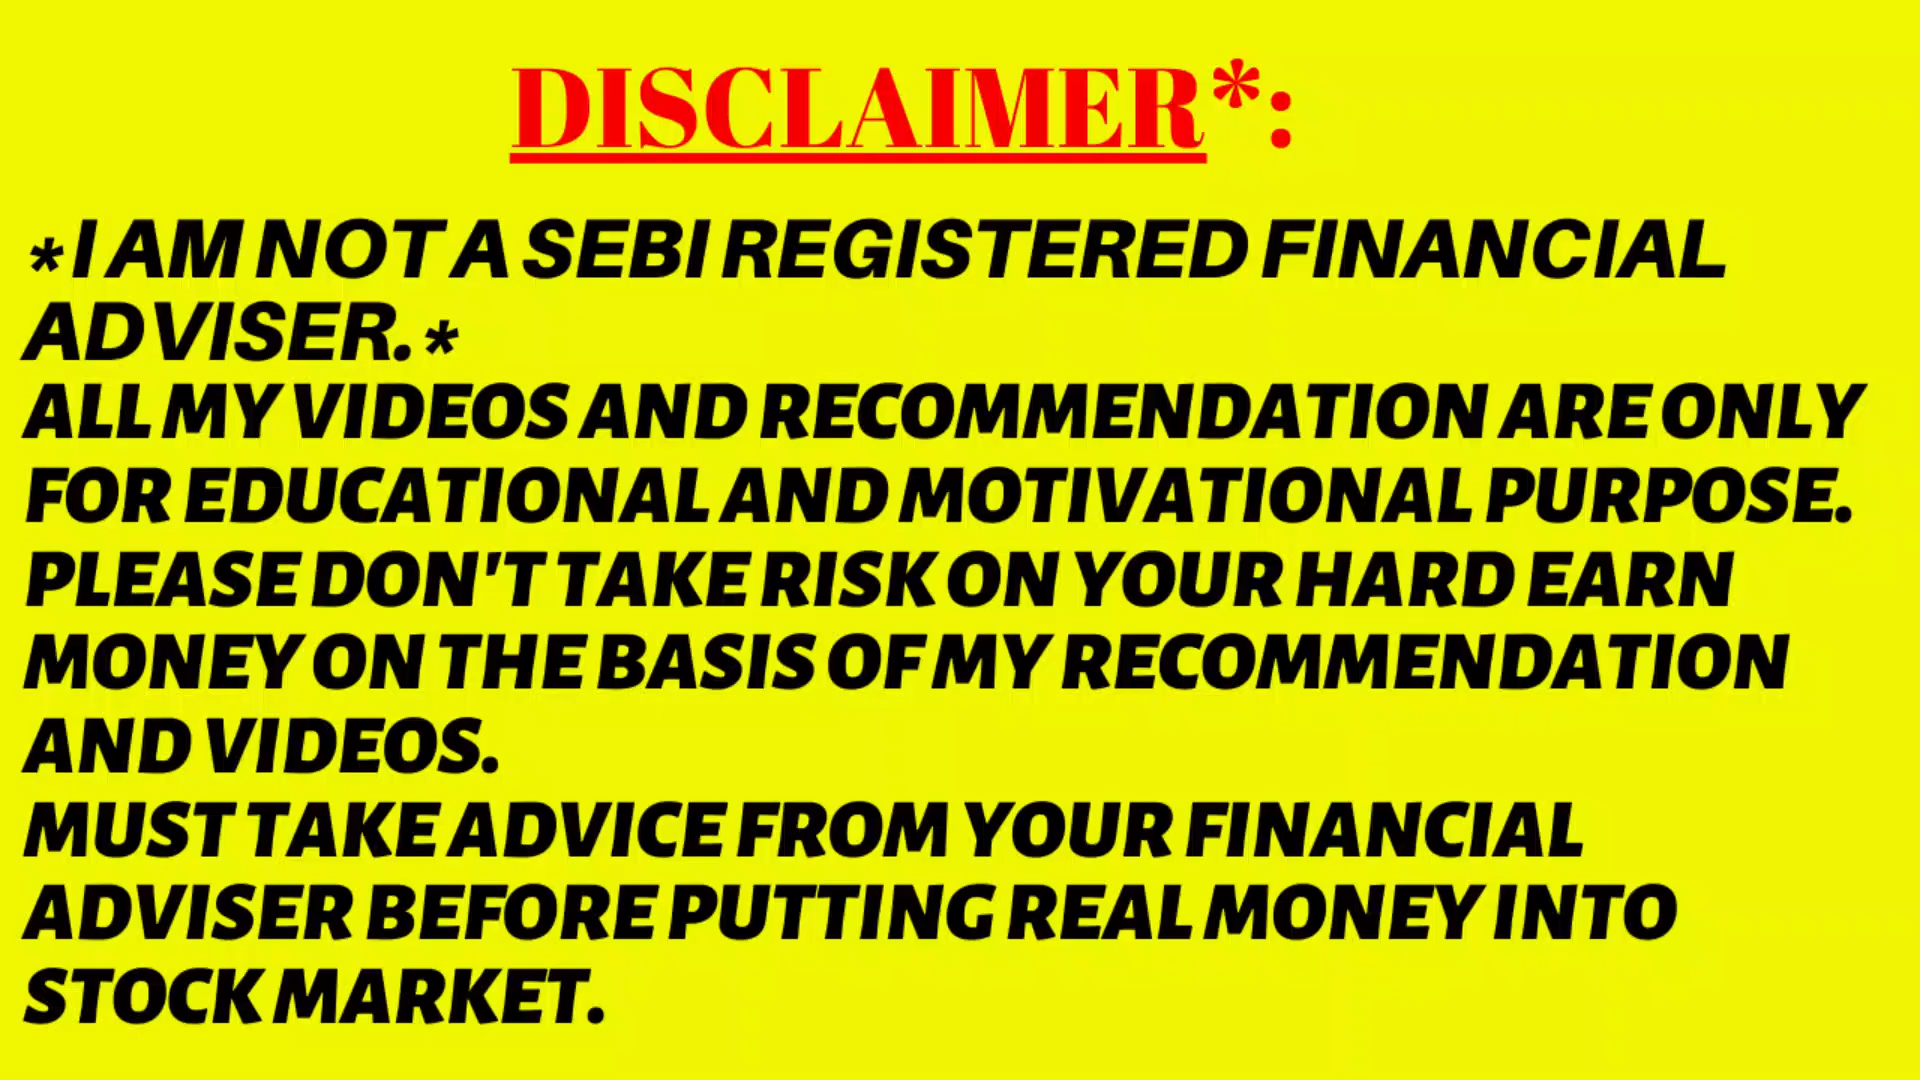 DISCLAIMER*:
*I AM NOT A SEBI REGISTERED FINANCIAL
ADVISER.*
ALL MY VIDEOS AND RECOMMENDATION ARE ONLY
FOR EDUCATIONAL AND MOTIVATIONAL PURPOSE.
PLEASE DON'T TAKE RISK ON YOUR HARD EARN
MONEY ON THE BASIS OF MY RECOMMENDATION
AND VIDEOS.
MUST TAKE ADVICE FROM YOUR FINANCIAL
ADVISER BEFORE PUTTING REAL MONEY INTO
STOCK MARKET.